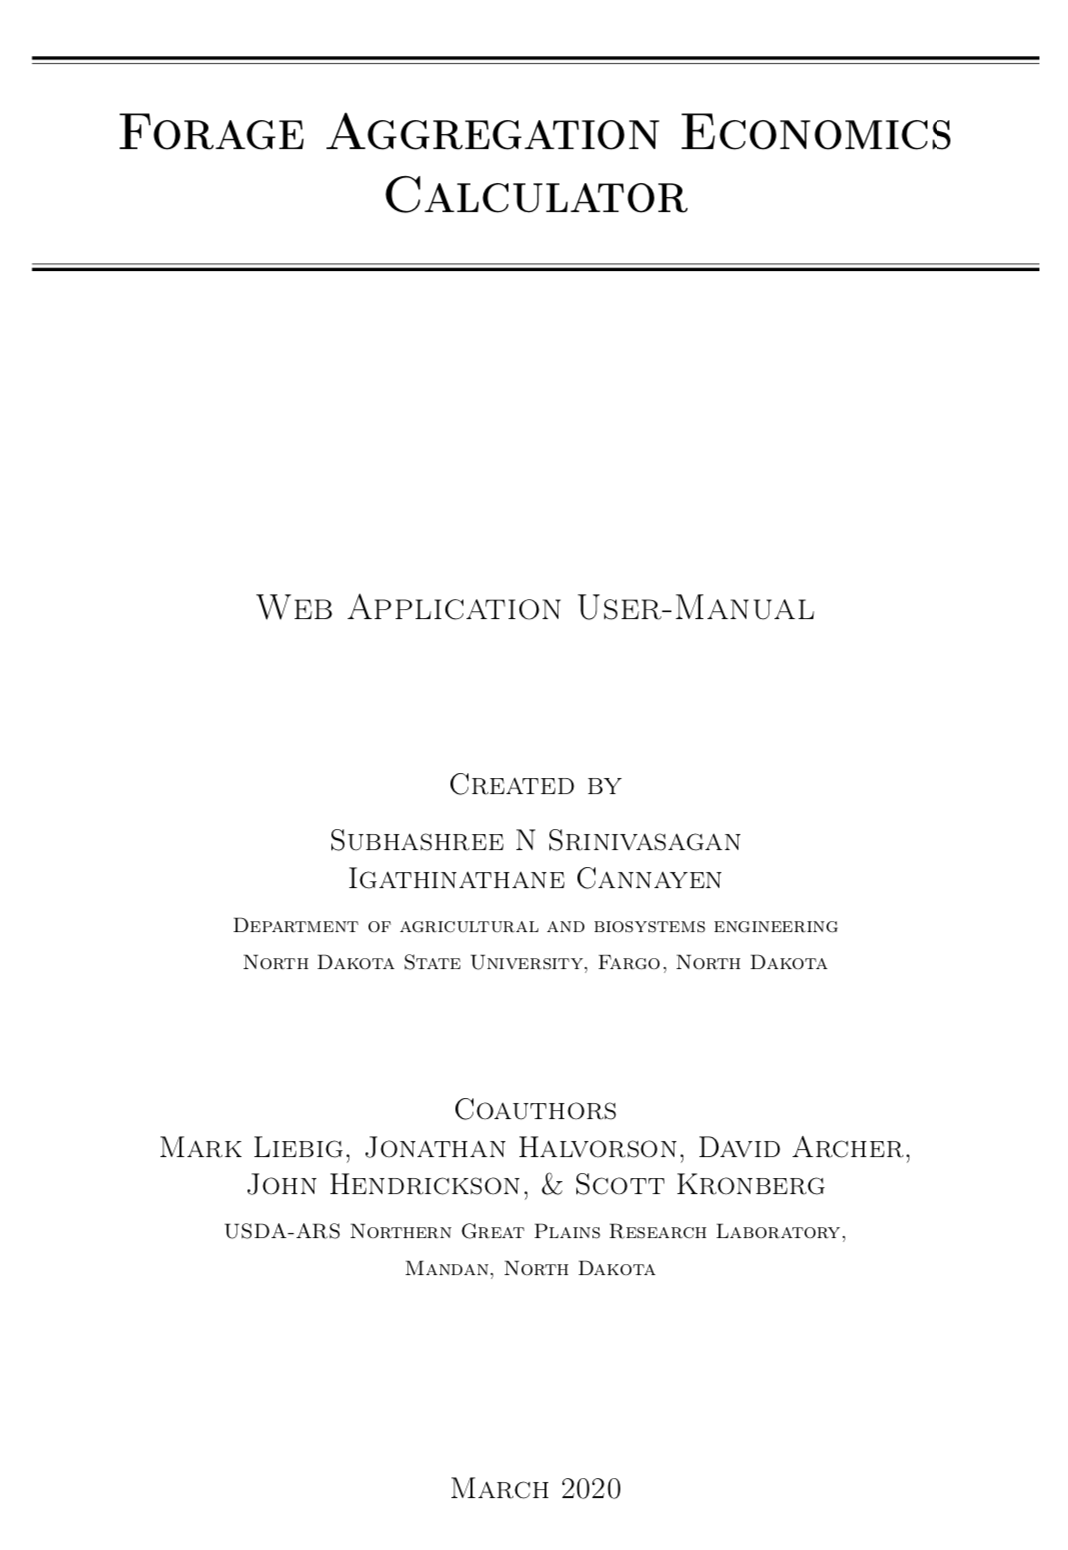 Forage Aggregation Economics
Calculator
Web Application User-Manual
Created by
Subhashree N Srinivasagan
Igathinathane Cannayen
Department of agricultural and biosystems engineering
North Dakota State University, Fargo, North Dakota
Coauthors
Mark Liebig, Jonathan Halvorson, David Archer,
John Hendrickson, & Scott Kronberg
USDA-ARS Northern Great Plains Research Laboratory,
Mandan, North Dakota
March 2020